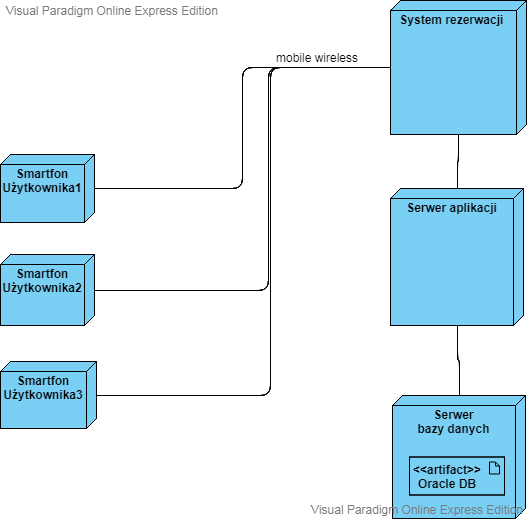 Visual Paradigm Online Express Edition
System rezerwacji
mobile wireless
Smartfon
Użytkownika1
Serwer aplikacji
Smartfon
Użytkownika2
Smartfon
Użytkownika3
Serwer
bazy danych
<<artifact>>
Oracle DB
Visual Paradigm Online Express Edition